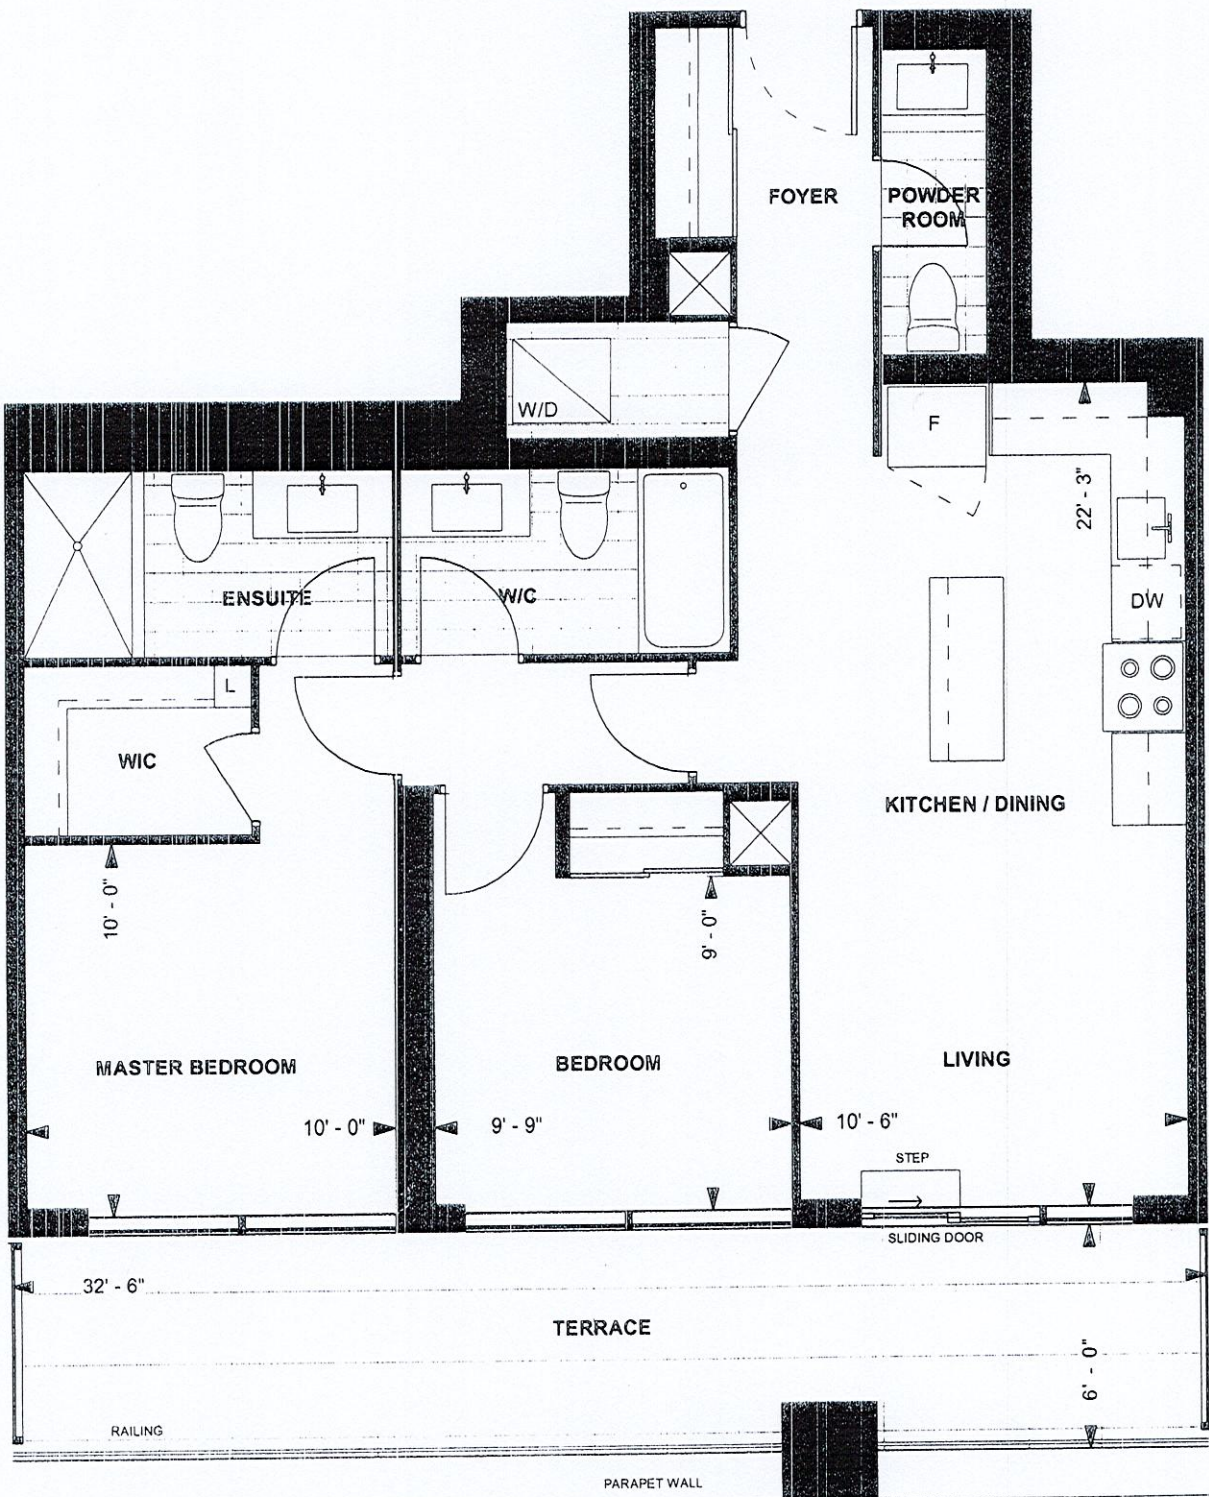 FOYER
POWDER
ROOM
W/D
F
22' - 3"
DW
ENSUITE
W/C
L
WIC
KITCHEN / DINING
10' - 0"
9' - 0"
MASTER BEDROOM
BEDROOM
LIVING
10' - 0"
9' - 9"
10' - 6"
STEP
SLIDING DOOR
32' - 6"
TERRACE
6' - 0"
RAILING
PARAPET WALL